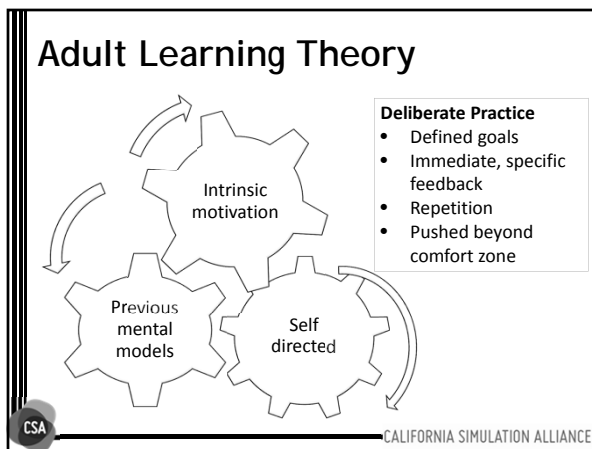 Adult Learning Theory
Intrinsic
motivation
Previous
mental
models
Self
directed
Deliberate Practice
• Defined goals
• Immediate, specific
feedback
• Repetition
• Pushed beyond
comfort zone
CSA
CALIFORNIA SIMULATION ALLIANCE